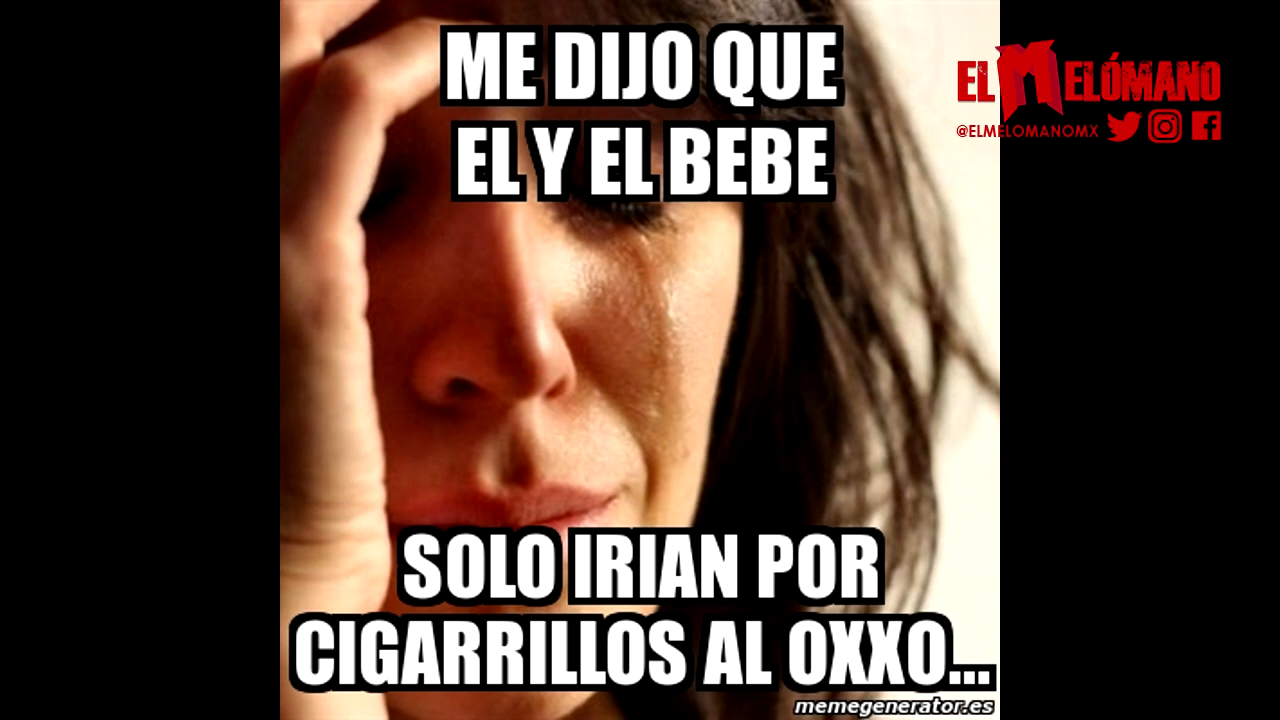 ME DIJO QUE
EL Y EL BEBE
EL MELÓMANO
@ELMELOMANOMX
SOLO IRIAN POR
CIGARRILLOS AL OXXO...
memegenerator.es